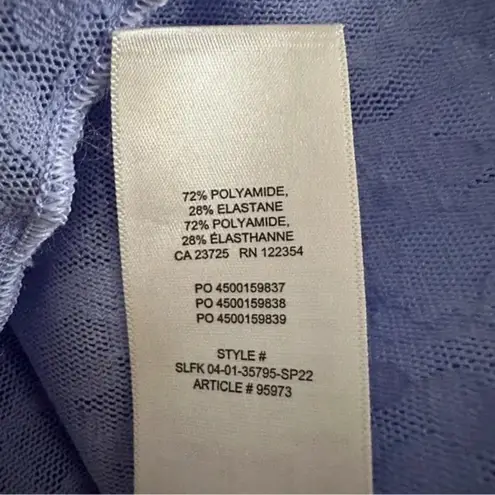 72% POLYAMIDE,
28% ELASTANE
72% POLYAMIDE,
28% ÉLASTHANNE
CA 23725 RN 122354
PO 4500159837
PO 4500159838
PO 4500159839
STYLE #
SLFK 04-01-35795-SP22
ARTICLE # 95973